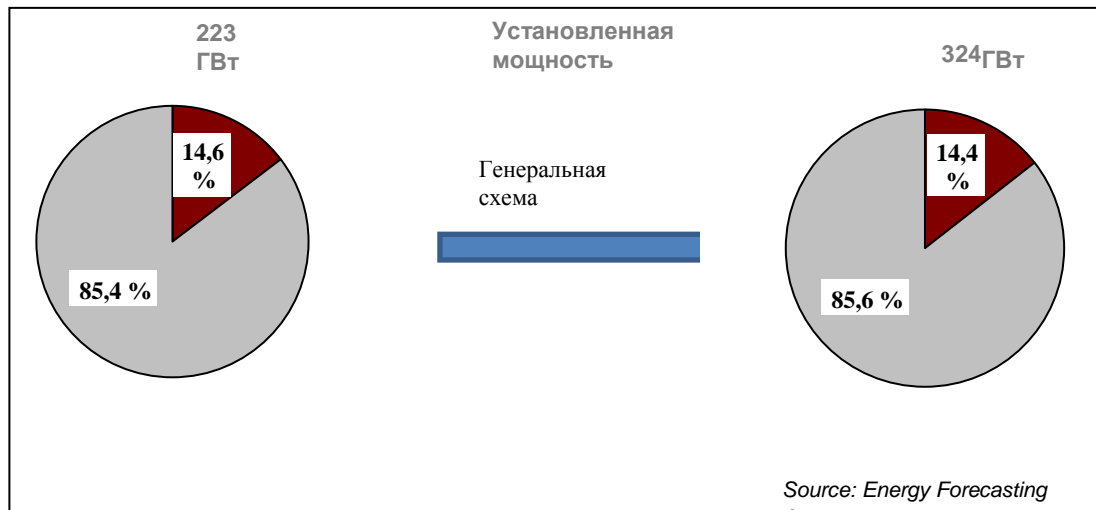 223
ГВт
Установленная
мощность
324ГВт
14,6
%
85,4 %
Генеральная
схема
14,4
%
85,6 %
Source: Energy Forecasting